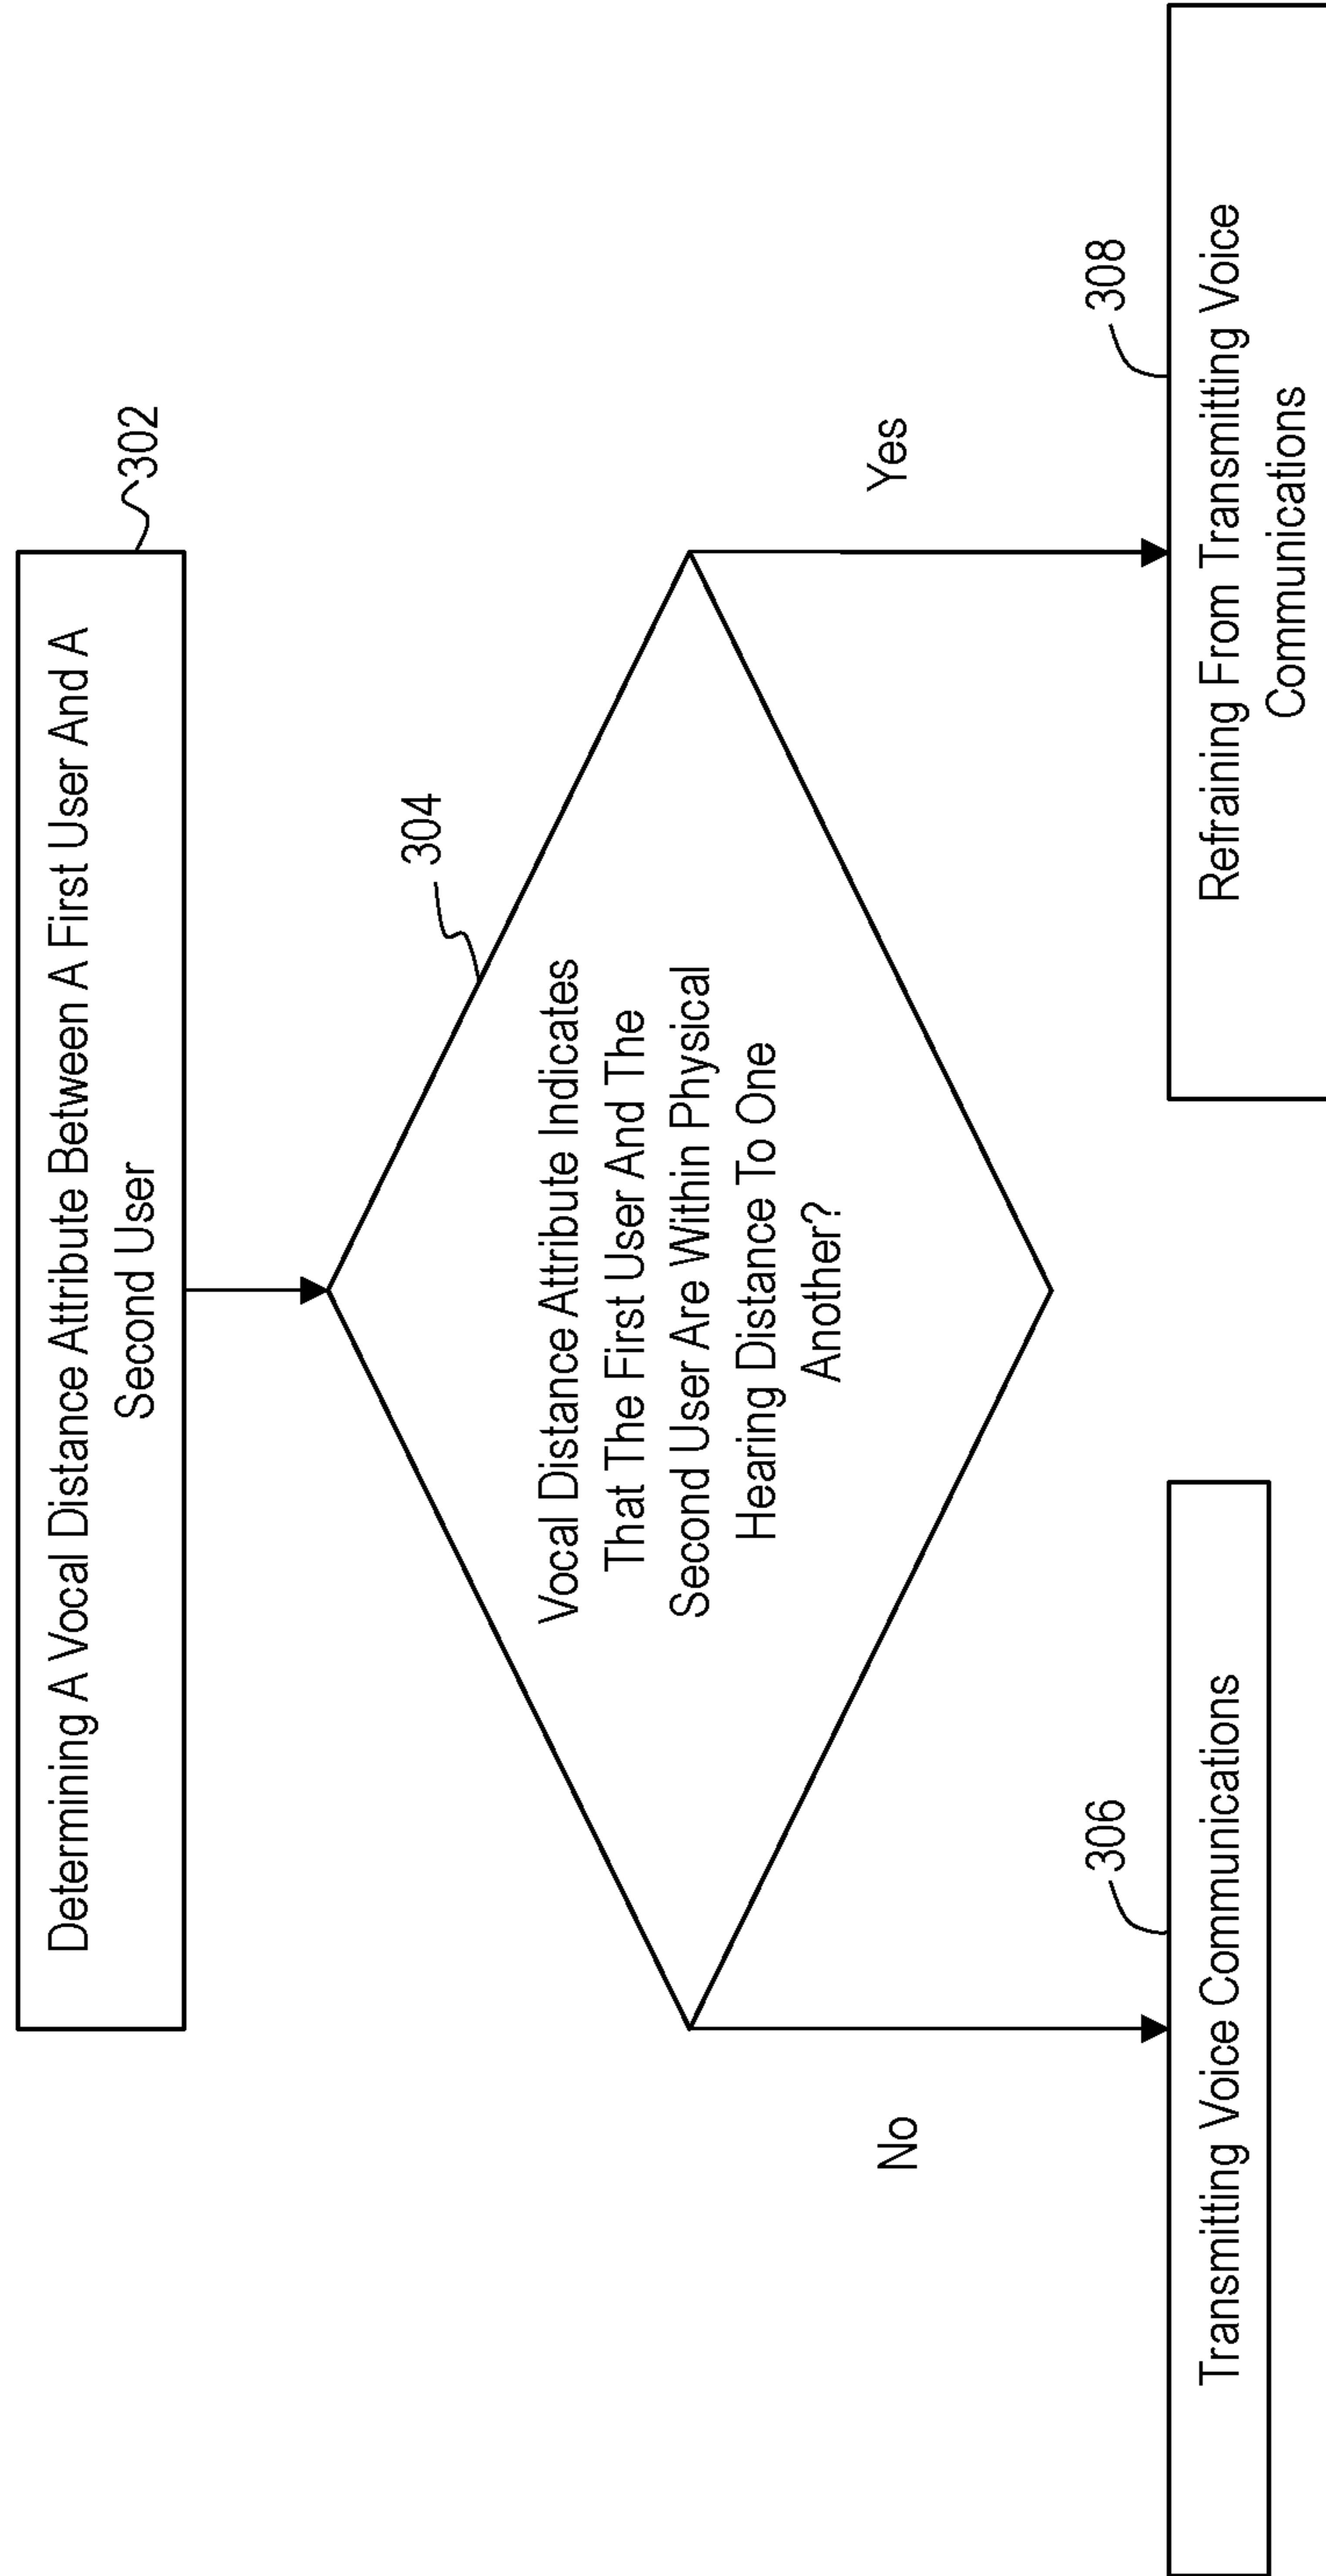 Determining A Vocal Distance Attribute Between A First User And A
Second User
302
304
Vocal Distance Attribute Indicates
That The First User And The
Second User Are Within Physical
Hearing Distance To One
Another?
No
Yes
306
Transmitting Voice Communications
308
Refraining From Transmitting Voice
Communications